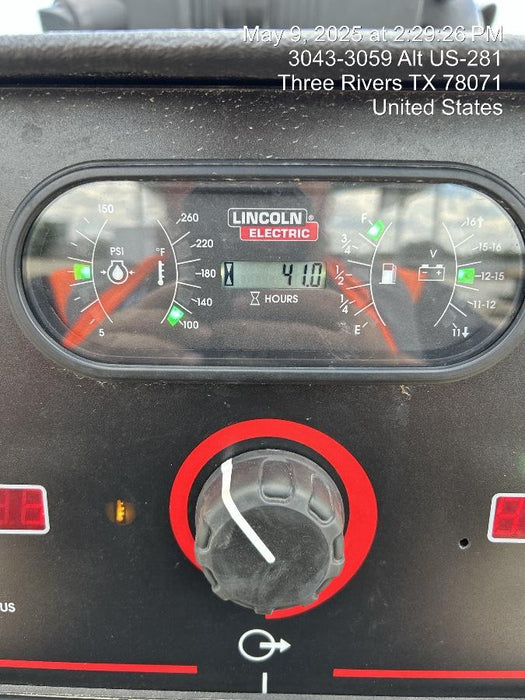 May 9, 2025 at 2:29:26 PM
3043-3059 Alt US-281
Three Rivers TX 78071
United States
LINCOLN®
ELECTRIC
150
PSI
5
260
220
180
140
100
°F
41.0
HOURS
F
3/4
1/2
1/4
E
V
16
15-16
12-15
11-12
11
US